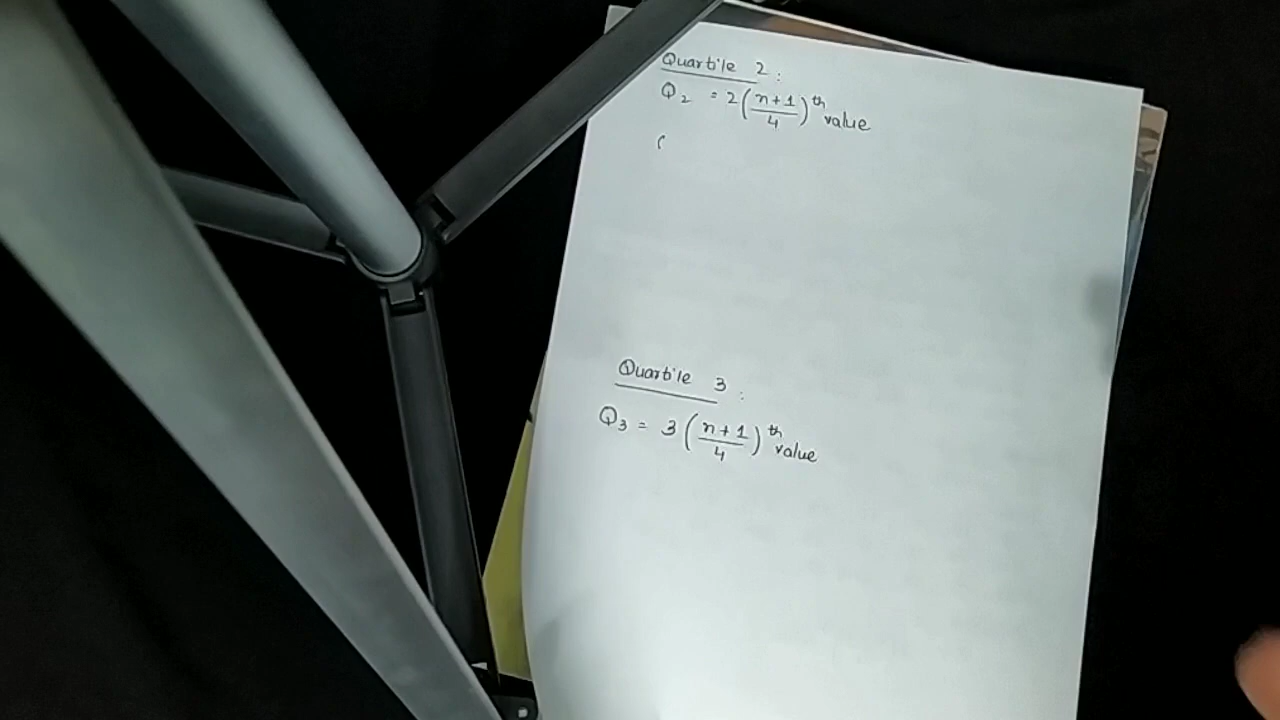 Quartile 2 :
Q₂ = 2((n+1)/4)th value
(
Quartile 3 :
Q₃ = 3((n+1)/4)th value